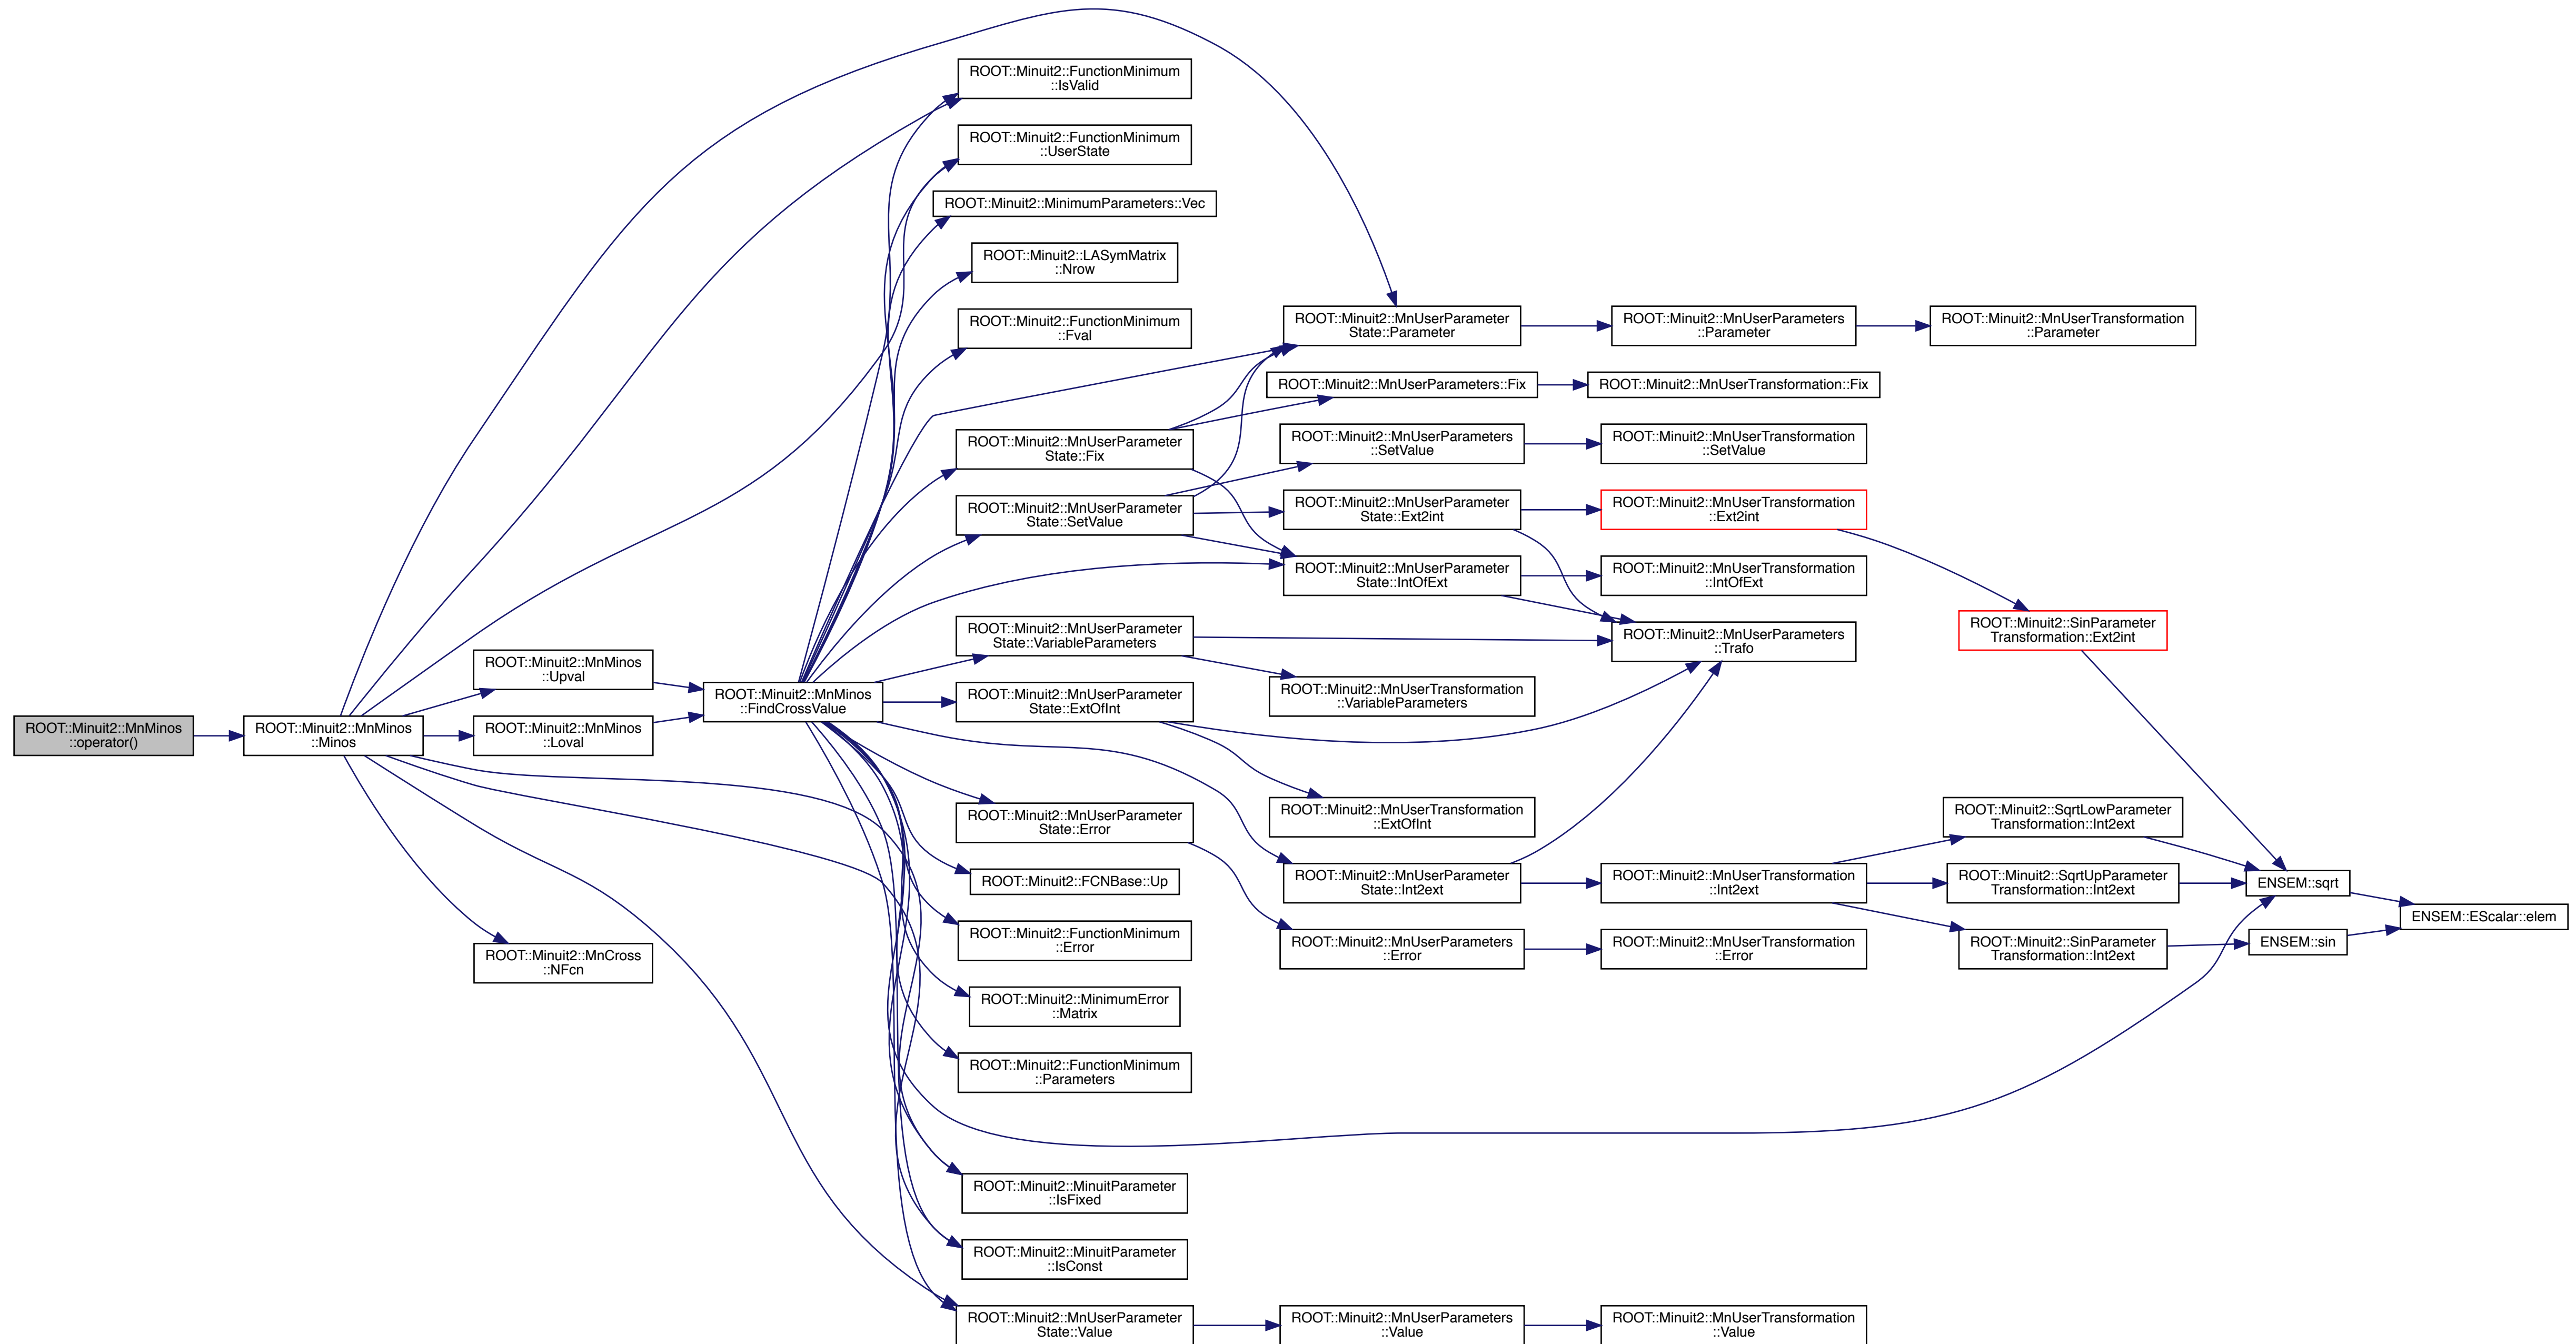 ROOT::Minuit2::MnMinos
::operator()
ROOT::Minuit2::MnMinos
::Minos
ROOT::Minuit2::MnMinos
::Upval
ROOT::Minuit2::MnMinos
::Loval
ROOT::Minuit2::MnCross
::NFcn
ROOT::Minuit2::MnMinos
::FindCrossValue
ROOT::Minuit2::FunctionMinimum
::IsValid
ROOT::Minuit2::FunctionMinimum
::UserState
ROOT::Minuit2::MinimumParameters::Vec
ROOT::Minuit2::LASymMatrix
::Nrow
ROOT::Minuit2::FunctionMinimum
::Fval
ROOT::Minuit2::MnUserParameter
State::Fix
ROOT::Minuit2::MnUserParameter
State::SetValue
ROOT::Minuit2::MnUserParameter
State::VariableParameters
ROOT::Minuit2::MnUserParameter
State::ExtOfInt
ROOT::Minuit2::MnUserParameter
State::Error
ROOT::Minuit2::FCNBase::Up
ROOT::Minuit2::FunctionMinimum
::Error
ROOT::Minuit2::MinimumError
::Matrix
ROOT::Minuit2::FunctionMinimum
::Parameters
ROOT::Minuit2::MinuitParameter
::IsFixed
ROOT::Minuit2::MinuitParameter
::IsConst
ROOT::Minuit2::MnUserParameter
State::Value
ROOT::Minuit2::MnUserParameter
State::Parameter
ROOT::Minuit2::MnUserParameters::Fix
ROOT::Minuit2::MnUserParameters
::SetValue
ROOT::Minuit2::MnUserParameter
State::Ext2int
ROOT::Minuit2::MnUserParameter
State::IntOfExt
ROOT::Minuit2::MnUserTransformation
::VariableParameters
ROOT::Minuit2::MnUserTransformation
::ExtOfInt
ROOT::Minuit2::MnUserParameter
State::Int2ext
ROOT::Minuit2::MnUserParameters
::Error
ROOT::Minuit2::MnUserParameters
::Value
ROOT::Minuit2::MnUserParameters
::Parameter
ROOT::Minuit2::MnUserTransformation::Fix
ROOT::Minuit2::MnUserTransformation
::SetValue
ROOT::Minuit2::MnUserTransformation
::Ext2int
ROOT::Minuit2::MnUserTransformation
::IntOfExt
ROOT::Minuit2::MnUserParameters
::Trafo
ROOT::Minuit2::MnUserTransformation
::Int2ext
ROOT::Minuit2::MnUserTransformation
::Error
ROOT::Minuit2::MnUserTransformation
::Value
ROOT::Minuit2::MnUserTransformation
::Parameter
ROOT::Minuit2::SinParameter
Transformation::Ext2int
ROOT::Minuit2::SqrtLowParameter
Transformation::Int2ext
ROOT::Minuit2::SqrtUpParameter
Transformation::Int2ext
ROOT::Minuit2::SinParameter
Transformation::Int2ext
ENSEM::sqrt
ENSEM::sin
ENSEM::EScalar::elem